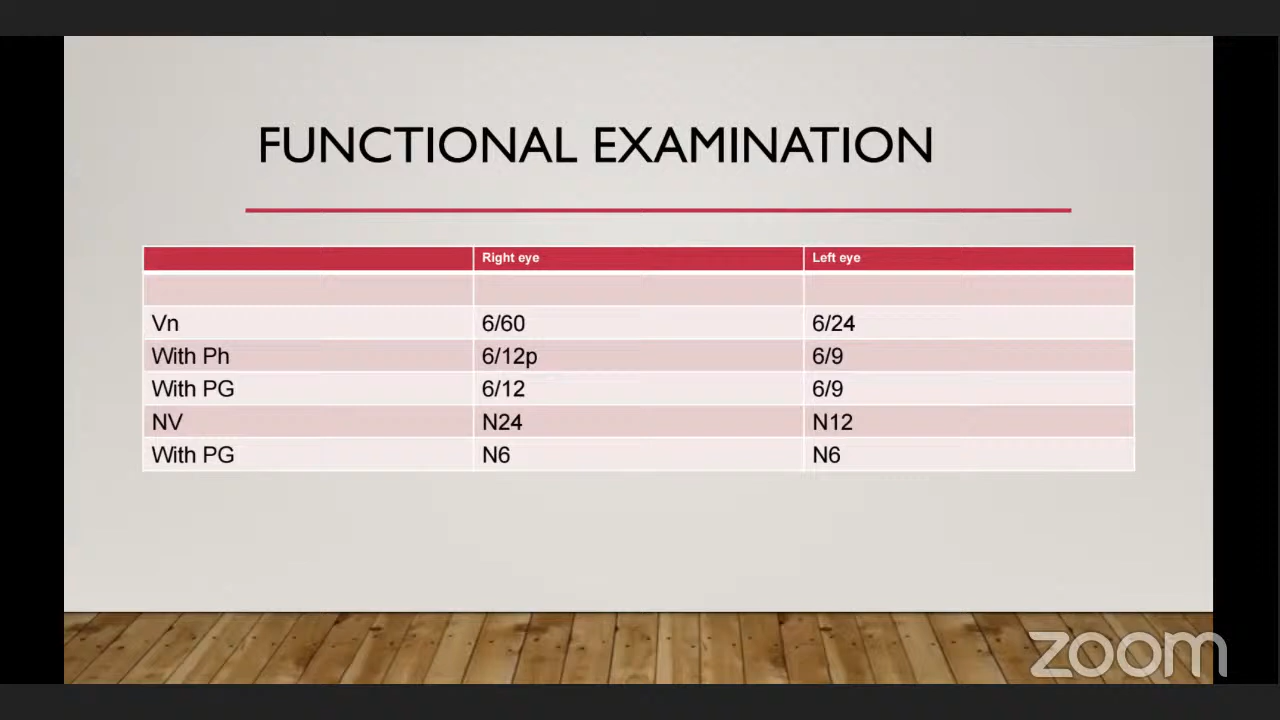 FUNCTIONAL EXAMINATION
Right eye Left eye
Vn 6/60 6/24
With Ph 6/12p 6/9
With PG 6/12 6/9
NV N24 N12
With PG N6 N6
zoom